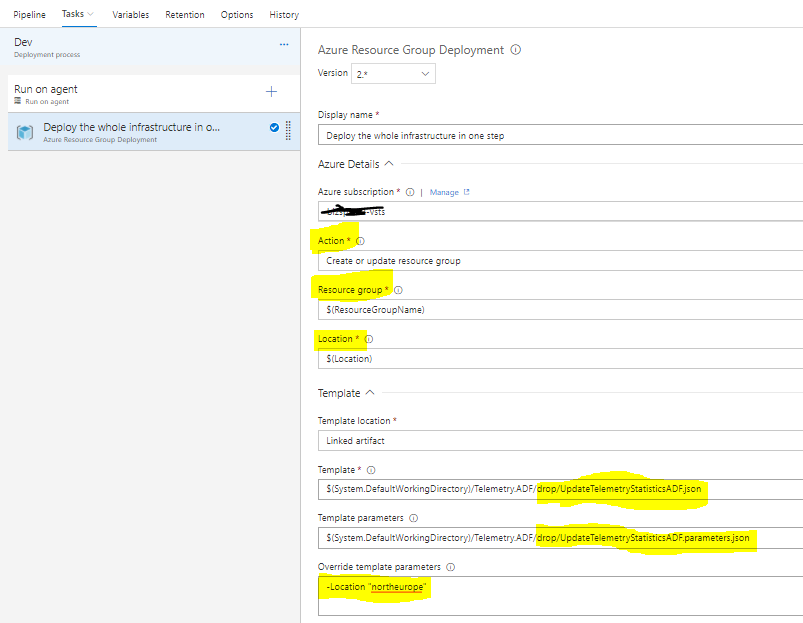 Pipeline Tasks Variables Retention Options History
Dev
Deployment process
Run on agent
Run on agent
Deploy the whole infrastructure in o...
Azure Resource Group Deployment
Azure Resource Group Deployment
Version 2.*
Display name *
Deploy the whole infrastructure in one step
Azure Details
Azure subscription * | Manage
-vsts
Action *
Create or update resource group
Resource group *
$(ResourceGroupName)
Location *
$(Location)
Template
Template location *
Linked artifact
Template *
$(System.DefaultWorkingDirectory)/Telemetry.ADF/drop/UpdateTelemetryStatisticsADF.json
Template parameters
$(System.DefaultWorkingDirectory)/Telemetry.ADF/drop/UpdateTelemetryStatisticsADF.parameters.json
Override template parameters
-Location "northeurope"